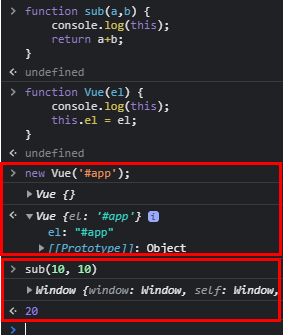 > function sub(a,b) {
console.log(this);
return a+b;
}
< undefined
> function Vue(el) {
console.log(this);
this.el = el;
}
< undefined
> new Vue('#app');
▶ Vue {}
< ▼ Vue {el: '#app'} i
el: "#app"
▶ [[Prototype]]: Object
> sub(10, 10)
▶ Window {window: Window, self: Window,
< 20
>